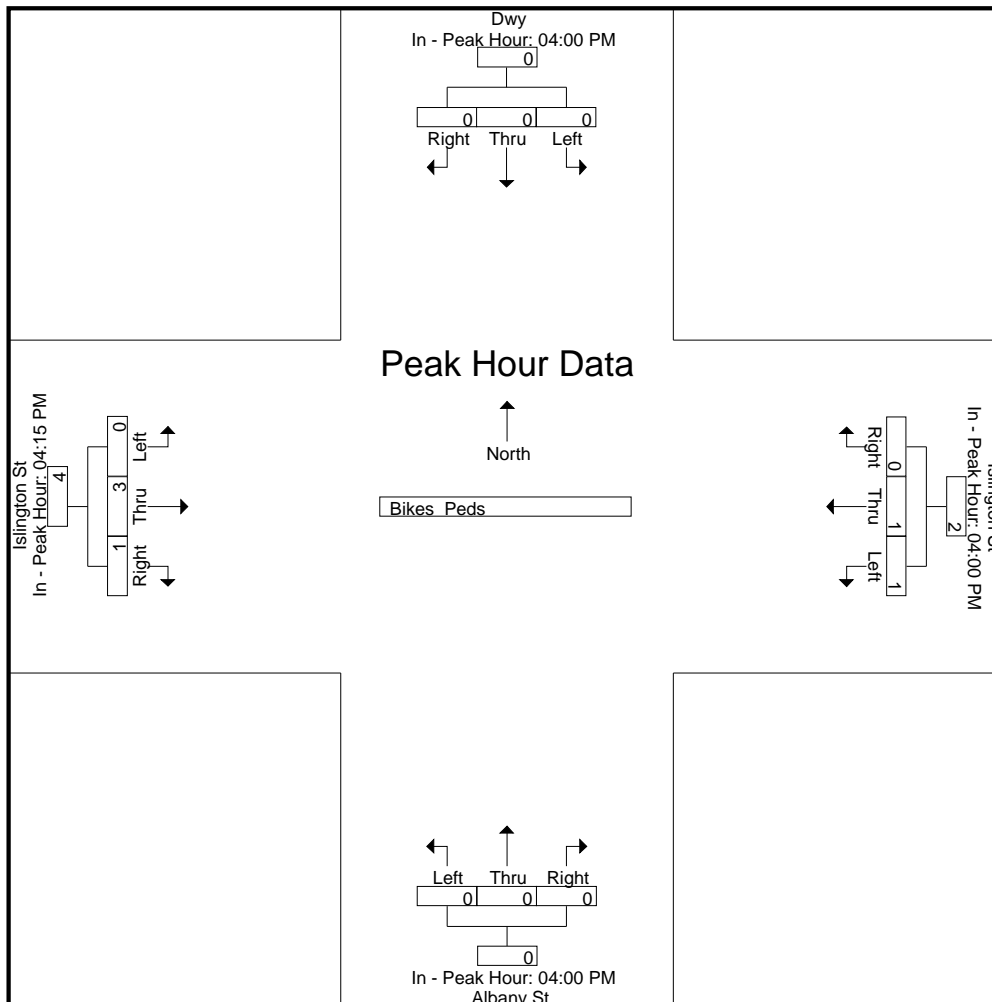 Dwy
In - Peak Hour: 04:00 PM
0
0 0 0
Right Thru Left
Peak Hour Data
North
Bikes Peds
Islington St
In - Peak Hour: 04:15 PM
4
0 3 1
Left Thru Right
Islington St
In - Peak Hour: 04:00 PM
2
0 1 1
Right Thru Left
Left Thru Right
0 0 0
0
In - Peak Hour: 04:00 PM
Albany St